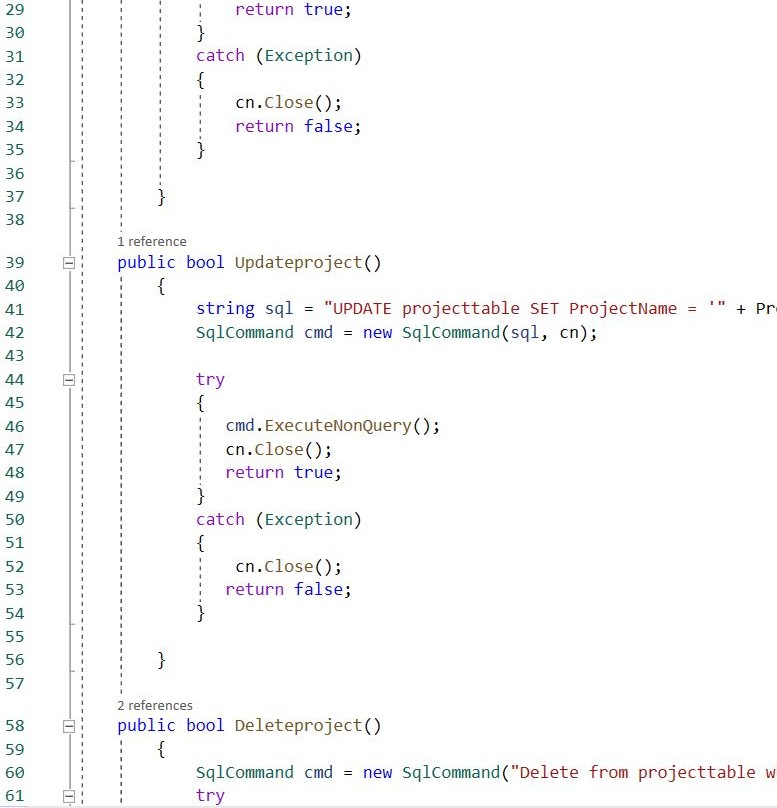 29 return true;
30 }
31 catch (Exception)
32 {
33 cn.Close();
34 return false;
35 }
36
37 }
38
1 reference
39 public bool Updateproject()
40 {
41 string sql = "UPDATE projecttable SET ProjectName = '" + Pr
42 SqlCommand cmd = new SqlCommand(sql, cn);
43
44 try
45 {
46 cmd.ExecuteNonQuery();
47 cn.Close();
48 return true;
49 }
50 catch (Exception)
51 {
52 cn.Close();
53 return false;
54 }
55
56 }
57
2 references
58 public bool Deleteproject()
59 {
60 SqlCommand cmd = new SqlCommand("Delete from projecttable w
61 try